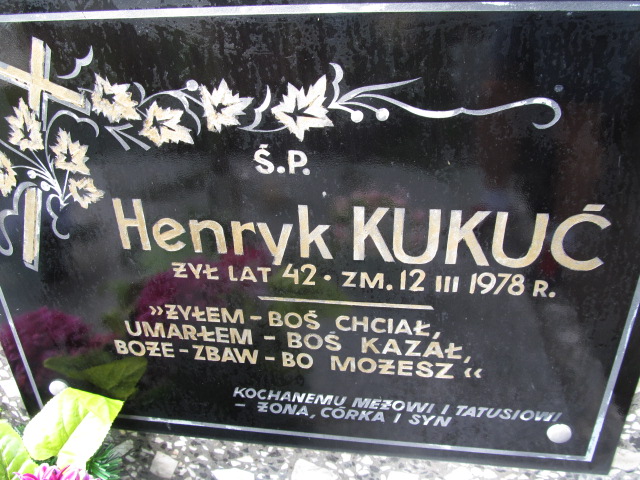 Ś.P.
Henryk KUKUĆ
ŻYŁ LAT 42 · ZM. 12 III 1978 R.
»ŻYŁEM - BOŚ CHCIAŁ,
UMARŁEM - BOŚ KAZAŁ,
BOŻE - ZBAW - BO MOŻESZ«
KOCHANEMU MĘŻOWI I TATUSIOWI
- ŻONA, CÓRKA I SYN